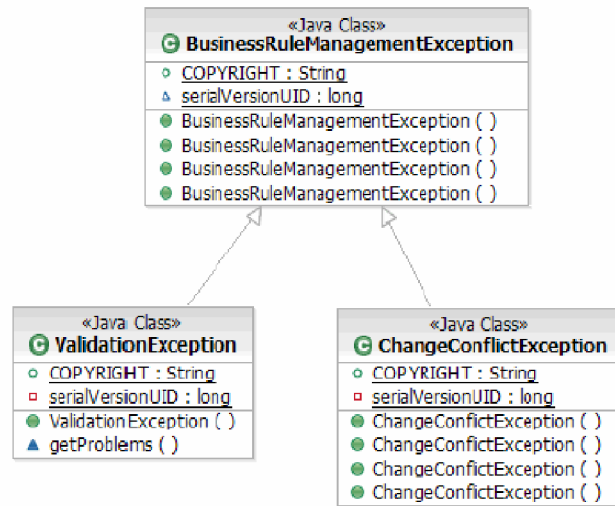 «Java Class»
BusinessRuleManagementException
COPYRIGHT : String
serialVersionUID : long
BusinessRuleManagementException ( )
BusinessRuleManagementException ( )
BusinessRuleManagementException ( )
BusinessRuleManagementException ( )
«Java Class»
ValidationException
COPYRIGHT : String
serialVersionUID : long
ValidationException ( )
getProblems ( )
«Java Class»
ChangeConflictException
COPYRIGHT : String
serialVersionUID : long
ChangeConfictException ( )
ChangeConfictException ( )
ChangeConfictException ( )
ChangeConfictException ( )